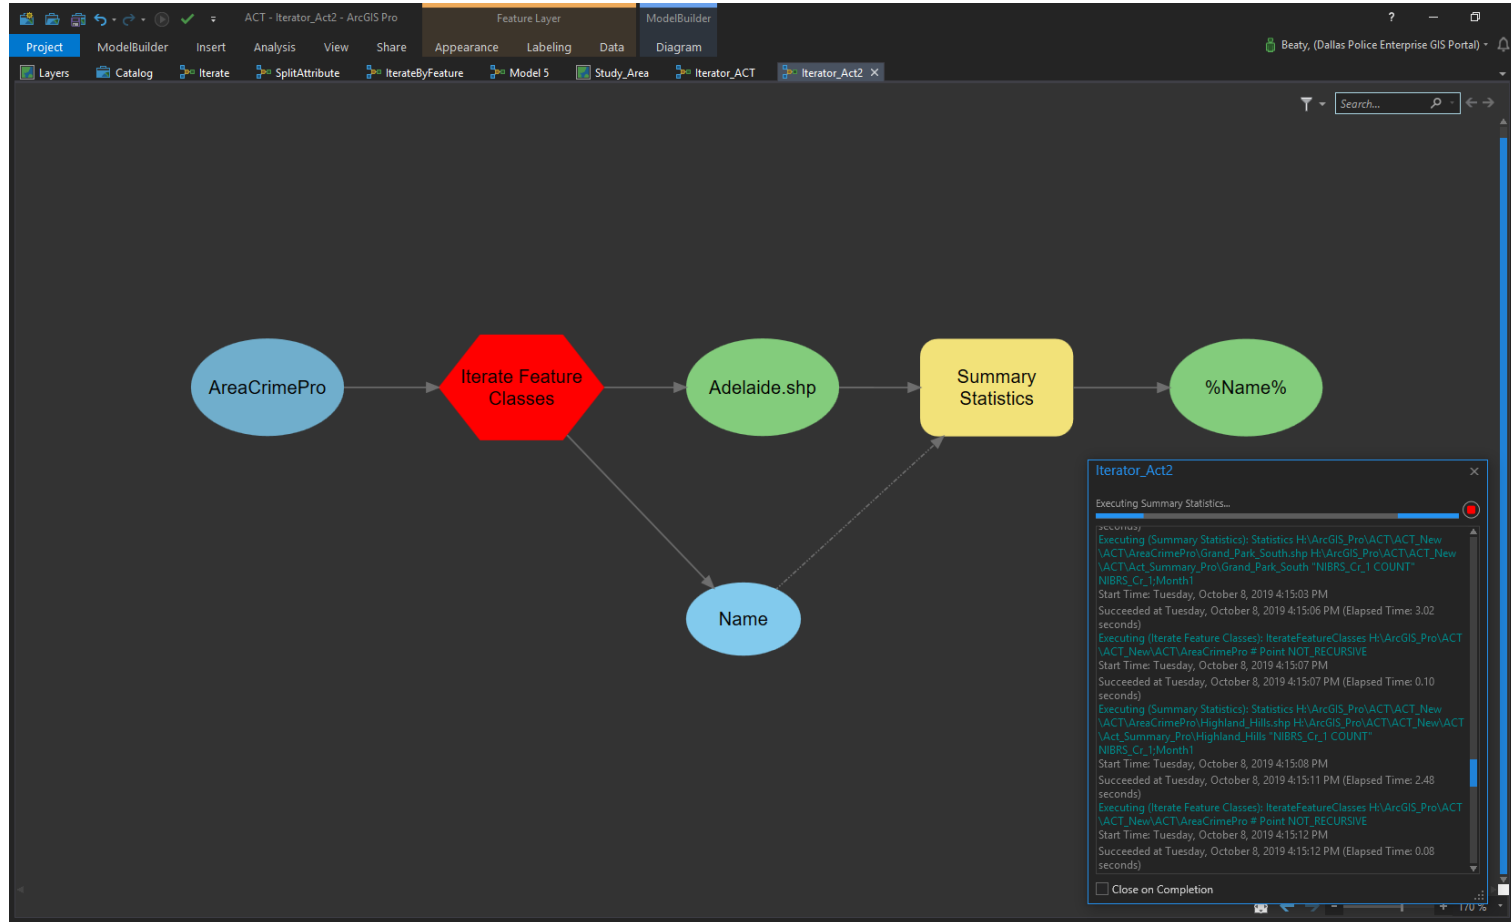 ACT - Iterator_Act2 - ArcGIS Pro
Feature Layer
ModelBuilder
?
Project
ModelBuilder
Insert
Analysis
View
Share
Appearance
Labeling
Data
Diagram
Beaty, (Dallas Police Enterprise GIS Portal)
Layers
Catalog
Iterate
SplitAttribute
IterateByFeature
Model 5
Study_Area
Iterator_ACT
Iterator_Act2
Search...
AreaCrimePro
Iterate Feature
Classes
Adelaide.shp
Summary
Statistics
%Name%
Name
Iterator_Act2
Executing Summary Statistics...
seconds)
Executing (Summary Statistics): Statistics H:\ArcGIS_Pro\ACT\ACT_New
\ACT\AreaCrimePro\Grand_Park_South.shp H:\ArcGIS_Pro\ACT\ACT_New
\ACT\Act_Summary_Pro\Grand_Park_South "NIBRS_Cr_1 COUNT"
NIBRS_Cr_1;Month1
Start Time: Tuesday, October 8, 2019 4:15:03 PM
Succeeded at Tuesday, October 8, 2019 4:15:06 PM (Elapsed Time: 3.02
seconds)
Executing (Iterate Feature Classes): IterateFeatureClasses H:\ArcGIS_Pro\ACT
\ACT_New\ACT\AreaCrimePro # Point NOT_RECURSIVE
Start Time: Tuesday, October 8, 2019 4:15:07 PM
Succeeded at Tuesday, October 8, 2019 4:15:07 PM (Elapsed Time: 0.10
seconds)
Executing (Summary Statistics): Statistics H:\ArcGIS_Pro\ACT\ACT_New
\ACT\AreaCrimePro\Highland_Hills.shp H:\ArcGIS_Pro\ACT\ACT_New\ACT
\Act_Summary_Pro\Highland_Hills "NIBRS_Cr_1 COUNT"
NIBRS_Cr_1;Month1
Start Time: Tuesday, October 8, 2019 4:15:08 PM
Succeeded at Tuesday, October 8, 2019 4:15:11 PM (Elapsed Time: 2.48
seconds)
Executing (Iterate Feature Classes): IterateFeatureClasses H:\ArcGIS_Pro\ACT
\ACT_New\ACT\AreaCrimePro # Point NOT_RECURSIVE
Start Time: Tuesday, October 8, 2019 4:15:12 PM
Succeeded at Tuesday, October 8, 2019 4:15:12 PM (Elapsed Time: 0.08
seconds)
Close on Completion
170 %